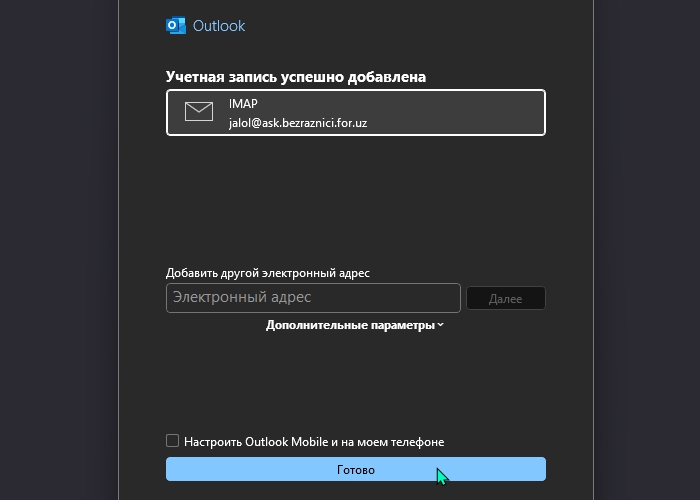 Outlook
Учетная запись успешно добавлена
IMAP
jalol@ask.bezraznici.for.uz
Добавить другой электронный адрес
Электронный адрес
Далее
Дополнительные параметры
Настроить Outlook Mobile и на моем телефоне
Готово